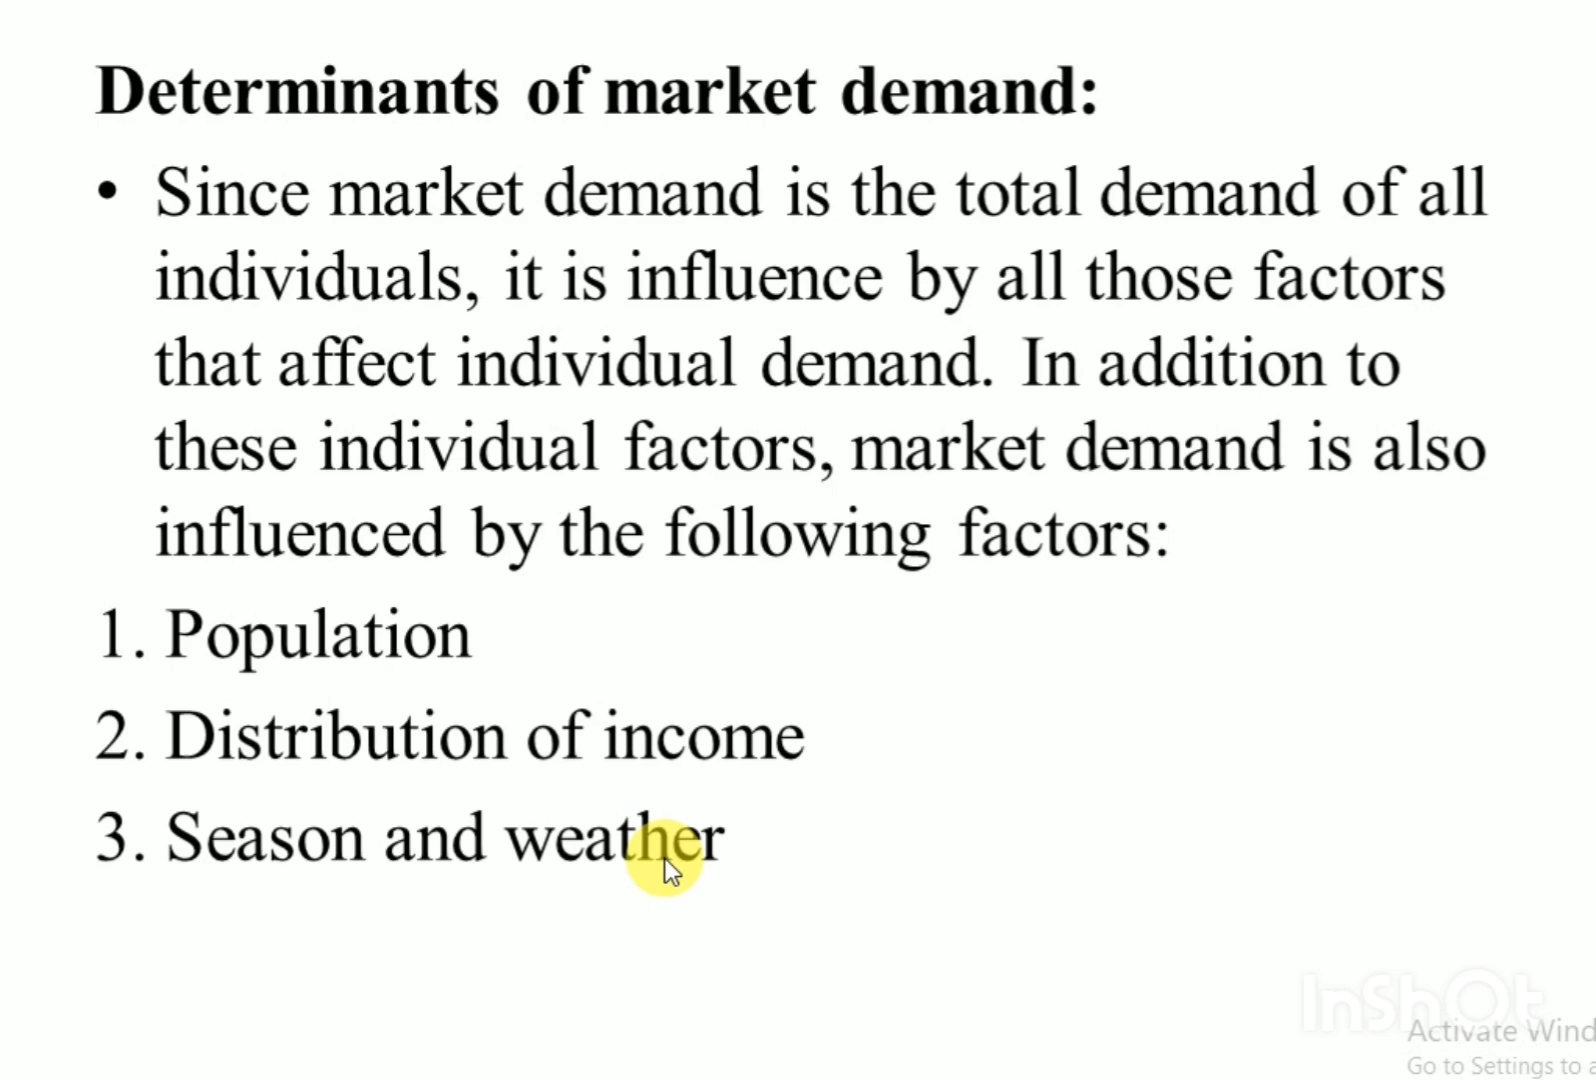 Determinants of market demand:
• Since market demand is the total demand of all
individuals, it is influence by all those factors
that affect individual demand. In addition to
these individual factors, market demand is also
influenced by the following factors:
1. Population
2. Distribution of income
3. Season and weather
InShOt
Activate Wind
Go to Settings to a